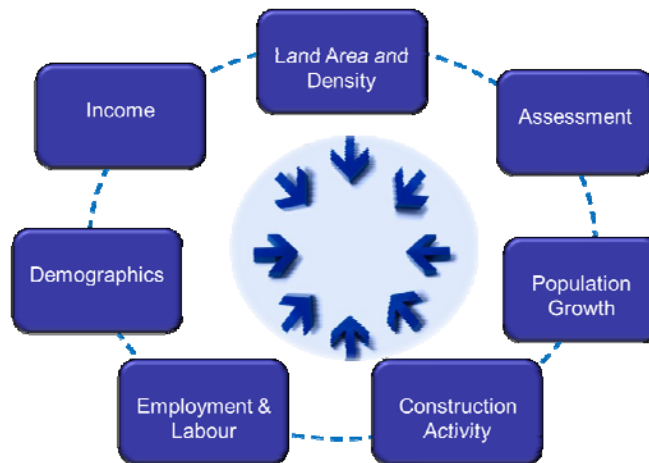 Land Area and
Density
Income
Assessment
Demographics
Population
Growth
Employment &
Labour
Construction
Activity